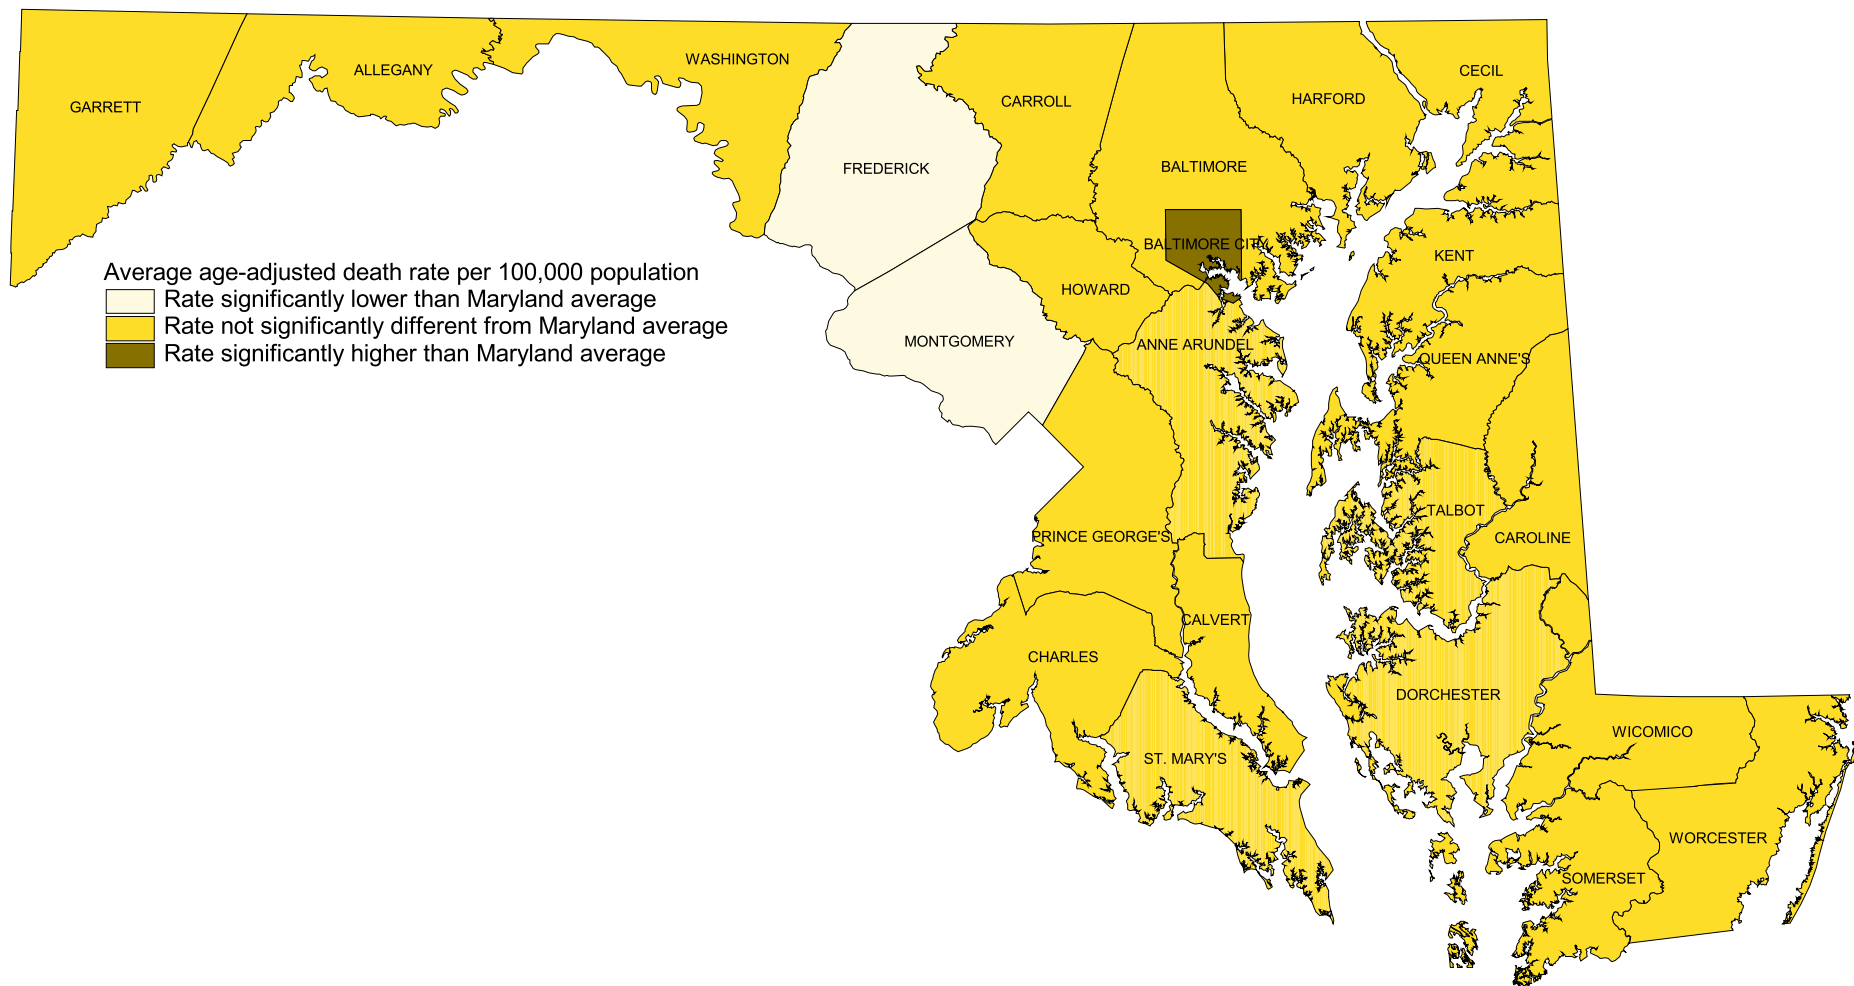 WASHINGTON
ALLEGANY
CECIL
GARRETT
CARROLL
HARFORD
FREDERICK
BALTIMORE
BALTIMORE CITY
KENT
Average age-adjusted death rate per 100,000 population
Rate significantly lower than Maryland average
Rate not significantly different from Maryland average
Rate significantly higher than Maryland average
HOWARD
MONTGOMERY
ANNE ARUNDEL
QUEEN ANNE'S
TALBOT
PRINCE GEORGE'S
CAROLINE
CALVERT
CHARLES
DORCHESTER
WICOMICO
ST. MARY'S
WORCESTER
SOMERSET